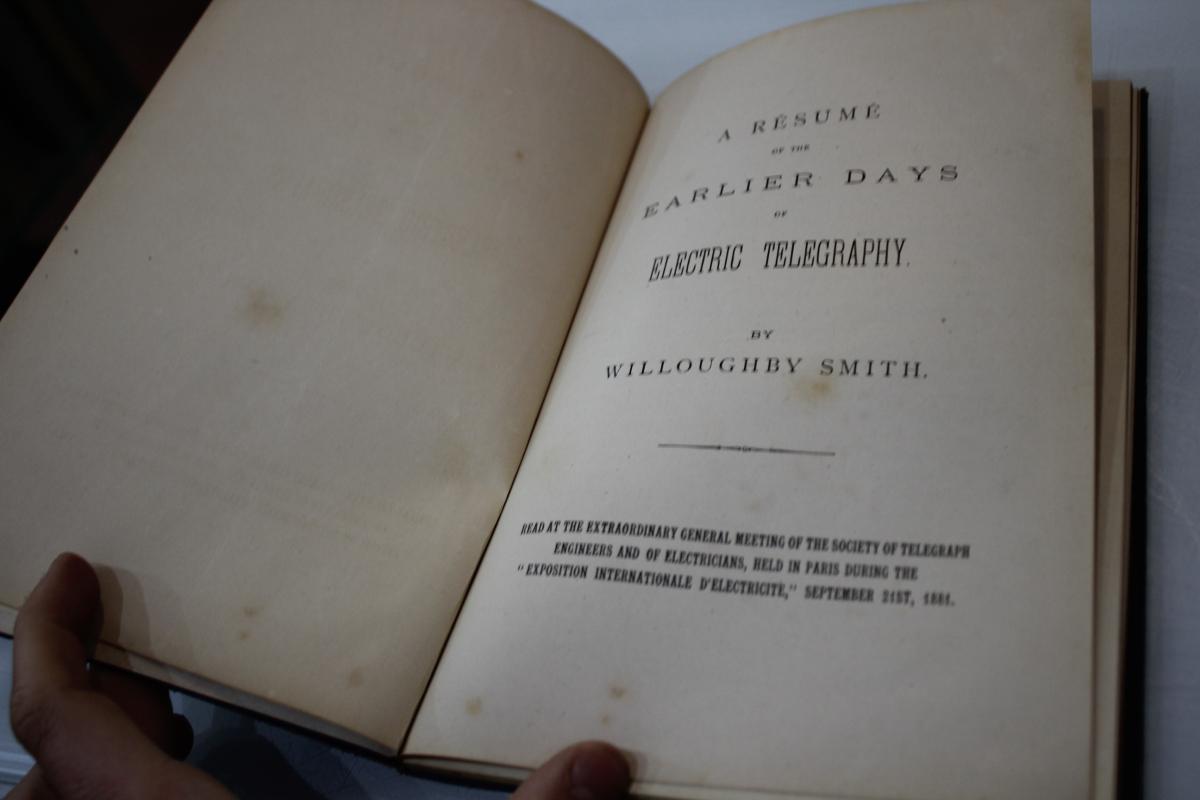 A RÉSUMÉ
OF THE
EARLIER DAYS
OF
ELECTRIC TELEGRAPHY.
BY
WILLOUGHBY SMITH.
READ AT THE EXTRAORDINARY GENERAL MEETING OF THE SOCIETY OF TELEGRAPH
ENGINEERS AND OF ELECTRICIANS, HELD IN PARIS DURING THE
"EXPOSITION INTERNATIONALE D'ELECTRICITÉ," SEPTEMBER 21ST, 1881.